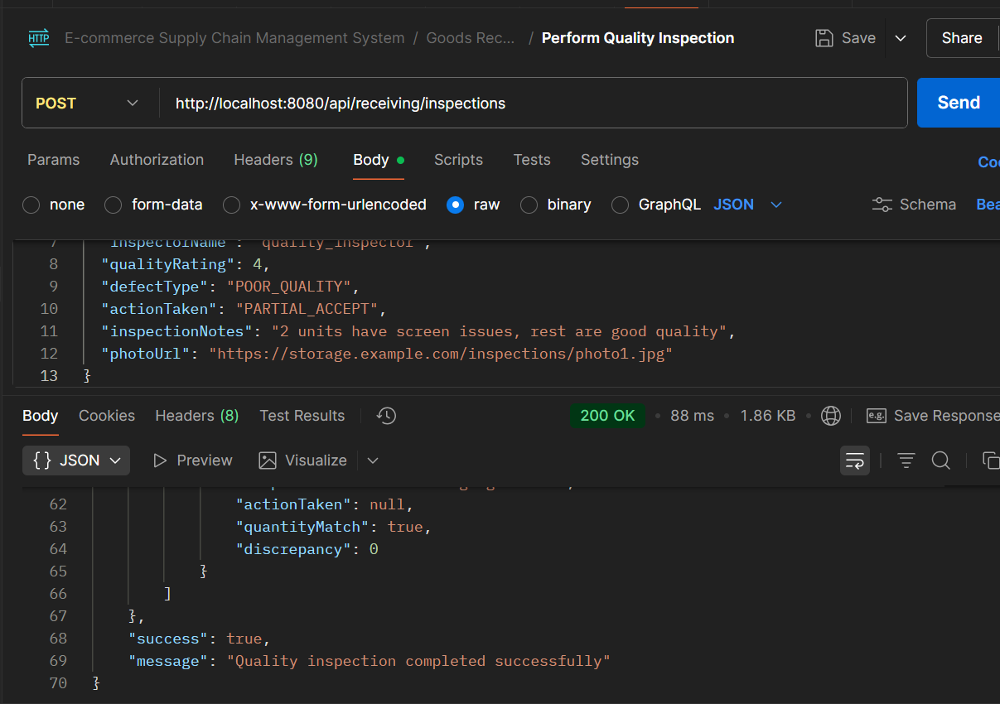 HTTP E-commerce Supply Chain Management System / Goods Rec... / Perform Quality Inspection Save Share
POST http://localhost:8080/api/receiving/inspections Send
Params Authorization Headers (9) Body Scripts Tests Settings Coo
none form-data x-www-form-urlencoded raw binary GraphQL JSON Schema Bea
7 "inspectorName": "quality_inspector",
8 "qualityRating": 4,
9 "defectType": "POOR_QUALITY",
10 "actionTaken": "PARTIAL_ACCEPT",
11 "inspectionNotes": "2 units have screen issues, rest are good quality",
12 "photoUrl": "https://storage.example.com/inspections/photo1.jpg"
13 }
Body Cookies Headers (8) Test Results 200 OK • 88 ms • 1.86 KB • e.g. Save Response
{} JSON Preview Visualize
62 "actionTaken": null,
63 "quantityMatch": true,
64 "discrepancy": 0
65 }
66 ]
67 },
68 "success": true,
69 "message": "Quality inspection completed successfully"
70 }